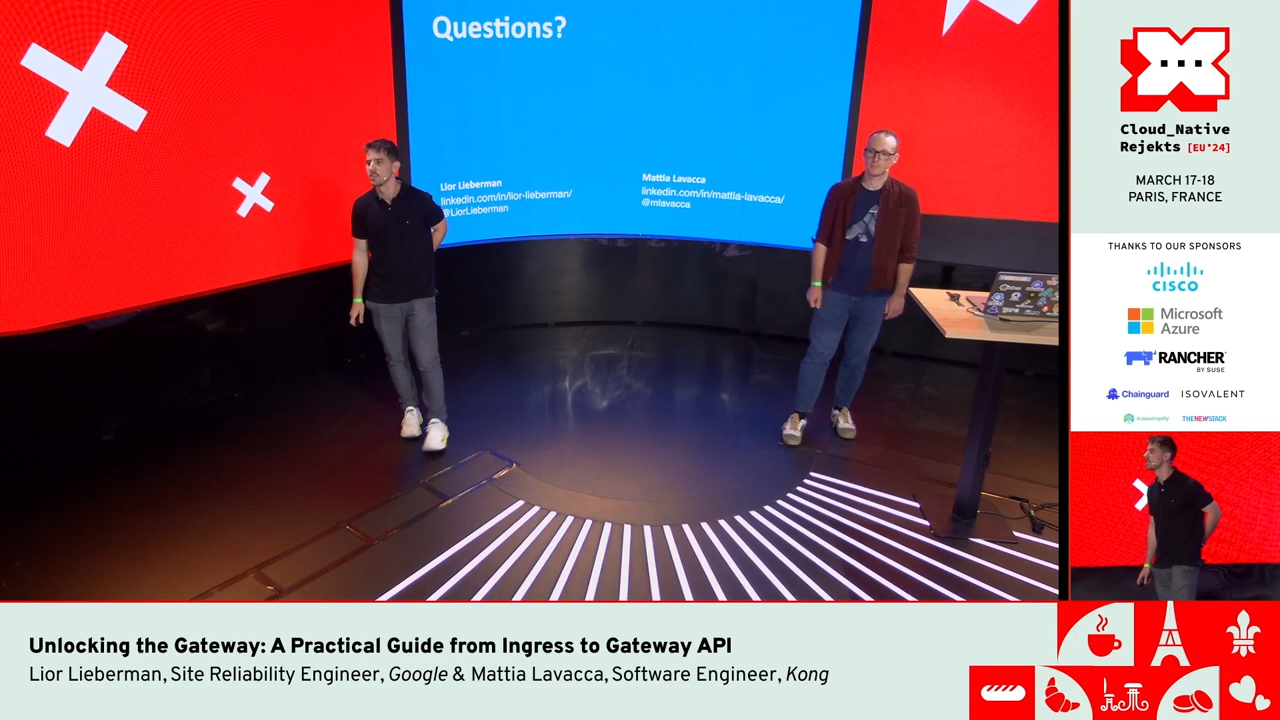 Questions?
Lior Lieberman
linkedin.com/in/lior-lieberman/
@LiorLieberman
Mattia Lavacca
linkedin.com/in/mattia-lavacca/
@mlavacca
Cloud_Native
Rejekts [EU'24]
MARCH 17-18
PARIS, FRANCE
THANKS TO OUR SPONSORS
CISCO
Microsoft
Azure
RANCHER
BY SUSE
Chainguard
ISOVALENT
kubesimplify
THENEWSTACK
Unlocking the Gateway: A Practical Guide from Ingress to Gateway API
Lior Lieberman, Site Reliability Engineer, Google & Mattia Lavacca, Software Engineer, Kong